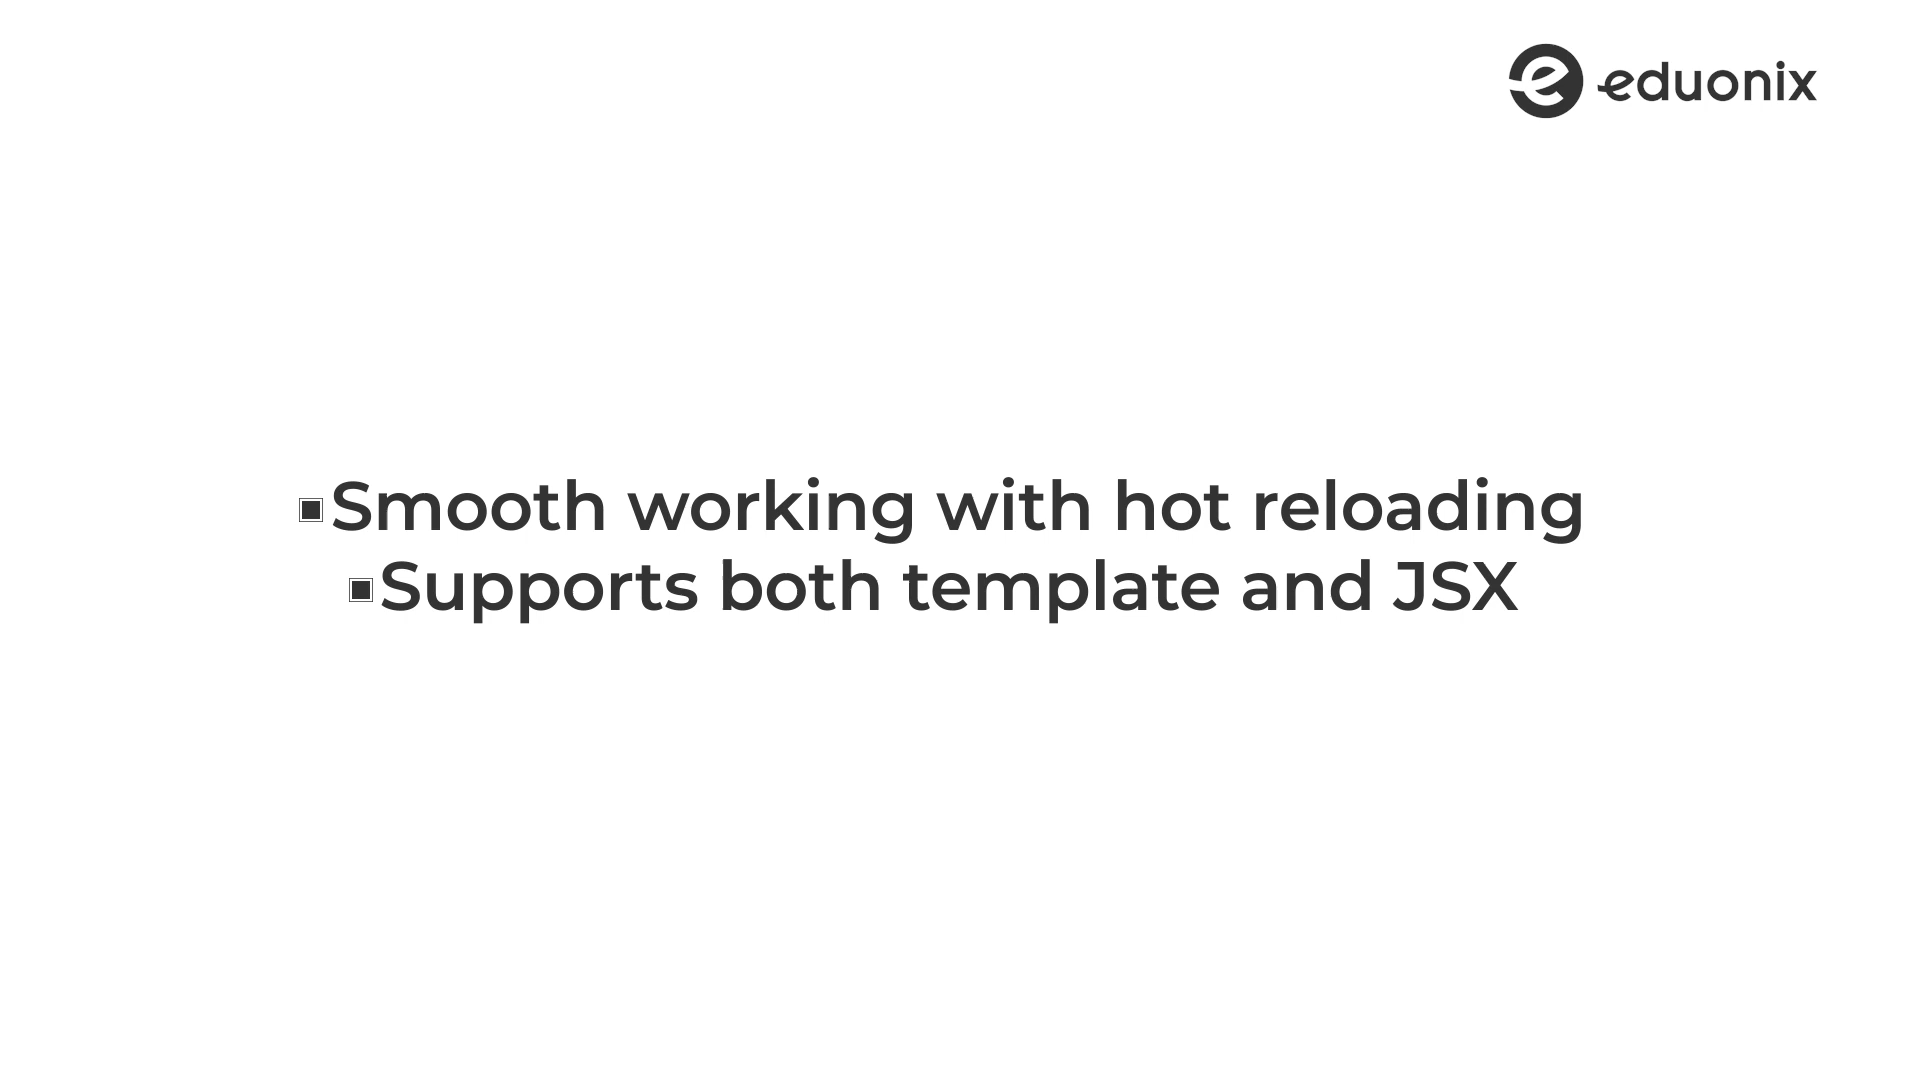 eduonix
▣Smooth working with hot reloading
▣Supports both template and JSX